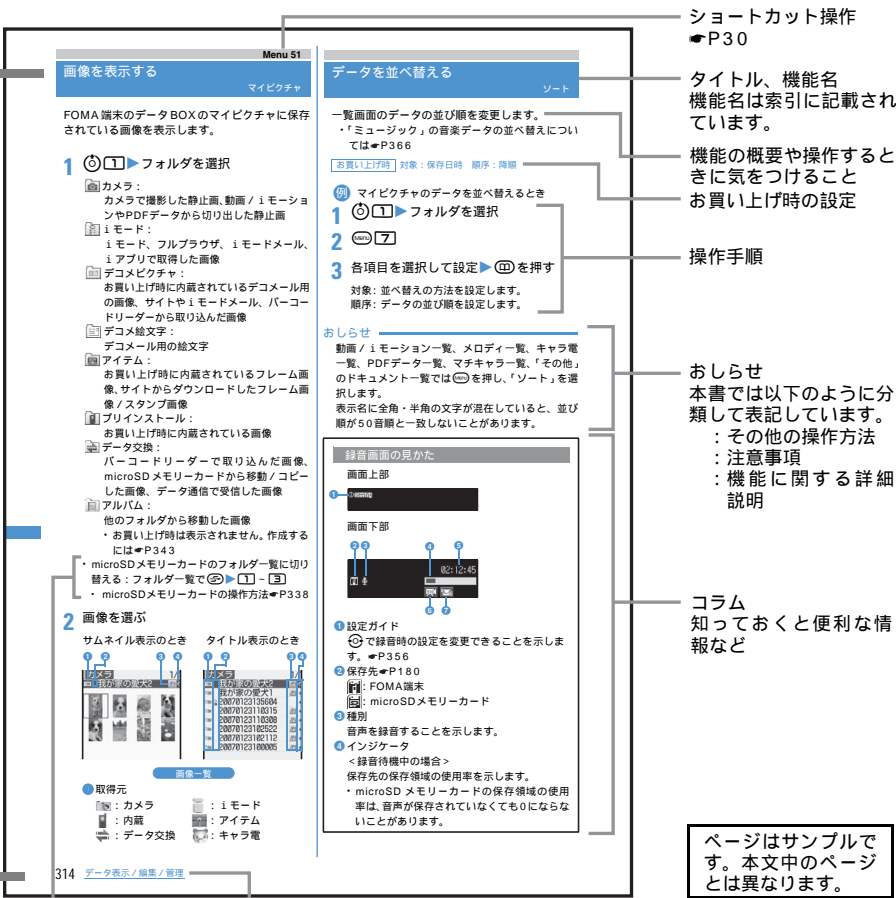 Menu 51
画像を表示する
マイピクチャ
FOMA端末のデータBOXのマイピクチャに保存
されている画像を表示します。
1 1▶フォルダを選択
カメラ：
カメラで撮影した静止画、動画／iモーショ
ンやPDFデータから切り出した静止画
iモード：
iモード、フルブラウザ、iモードメール、
iアプリで取得した画像
デコメピクチャ：
お買い上げ時に内蔵されているデコメール用
の画像、サイトやiモードメール、バーコー
ドリーダーから取り込んだ画像
デコメ絵文字：
デコメール用の絵文字
アイテム：
お買い上げ時に内蔵されているフレーム画
像、サイトからダウンロードしたフレーム画
像／スタンプ画像
プリインストール：
お買い上げ時に内蔵されている画像
データ交換：
バーコードリーダーで取り込んだ画像、
microSDメモリーカードから移動／コピー
した画像、データ通信で受信した画像
アルバム：
他のフォルダから移動した画像
・お買い上げ時は表示されません。作成する
には☛P343
・microSDメモリーカードのフォルダ一覧に切り
替える：フォルダ一覧で▶1～3
・microSDメモリーカードの操作方法☛P338
2 画像を選ぶ
サムネイル表示のとき タイトル表示のとき
❶ ❷ ❸ ❹ ❶ ❷ ❸ ❹
カメラ 1/
我が家の愛犬2
カメラ 1/
我が家の愛犬2
我が家の愛犬1
20070123135604
20070123110315
20070123110308
20070123102522
20070123102112
20070123100005
画像一覧
❶取得元
：カメラ ：iモード
：内蔵 ：アイテム
：データ交換 ：キャラ電
314 データ表示／編集／管理
データを並べ替える
ソート
一覧画面のデータの並び順を変更します。
・「ミュージック」の音楽データの並べ替えについ
ては☛P366
お買い上げ時 対象：保存日時 順序：降順
例 マイピクチャのデータを並べ替えるとき
1 1▶フォルダを選択
2 Menu 7
3 各項目を選択して設定▶を押す
対象：並べ替えの方法を設定します。
順序：データの並び順を設定します。
おしらせ
動画／iモーション一覧、メロディ一覧、キャラ電
一覧、PDFデータ一覧、マチキャラ一覧、「その他」
のドキュメント一覧ではMenuを押し、「ソート」を選
択します。
表示名に全角・半角の文字が混在していると、並び
順が50音順と一致しないことがあります。
録音画面の見かた
画面上部
❶
画面下部
❷ ❸ ❹ ❺
02:12:45
❻ ❼
❶設定ガイド
で録音時の設定を変更できることを示しま
す。☛P356
❷保存先☛P180
：FOMA端末
：microSDメモリーカード
❸種別
音声を録音することを示します。
❹インジケータ
＜録音待機中の場合＞
保存先の保存領域の使用率を示します。
・microSD メモリーカードの保存領域の使用
率は、音声が保存されていなくても0にならな
いことがあります。
ショートカット操作
☛P30
タイトル、機能名
機能名は索引に記載され
ています。
機能の概要や操作すると
きに気をつけること
お買い上げ時の設定
操作手順
おしらせ
本書では以下のように分
類して表記しています。
：その他の操作方法
：注意事項
：機能に関する詳細
説明
コラム
知っておくと便利な情
報など
ページはサンプルで
す。本文中のページ
とは異なります。